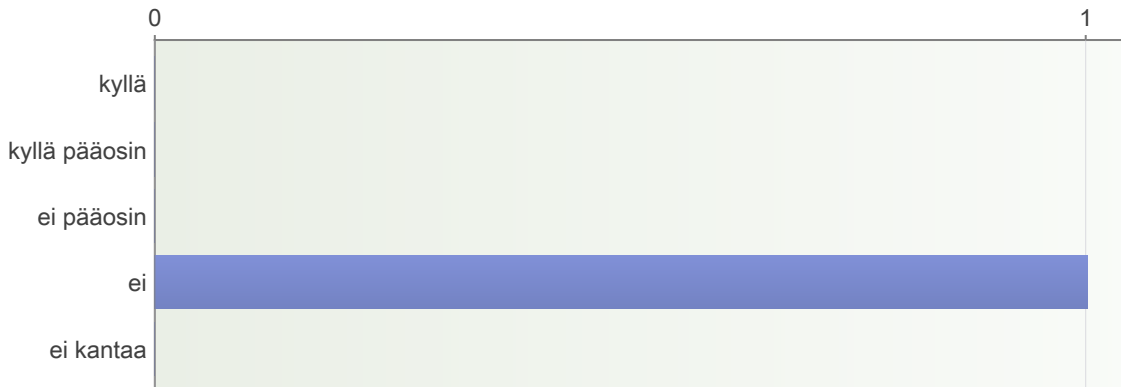 0 1
kyllä
kyllä pääosin
ei pääosin
ei
ei kantaa